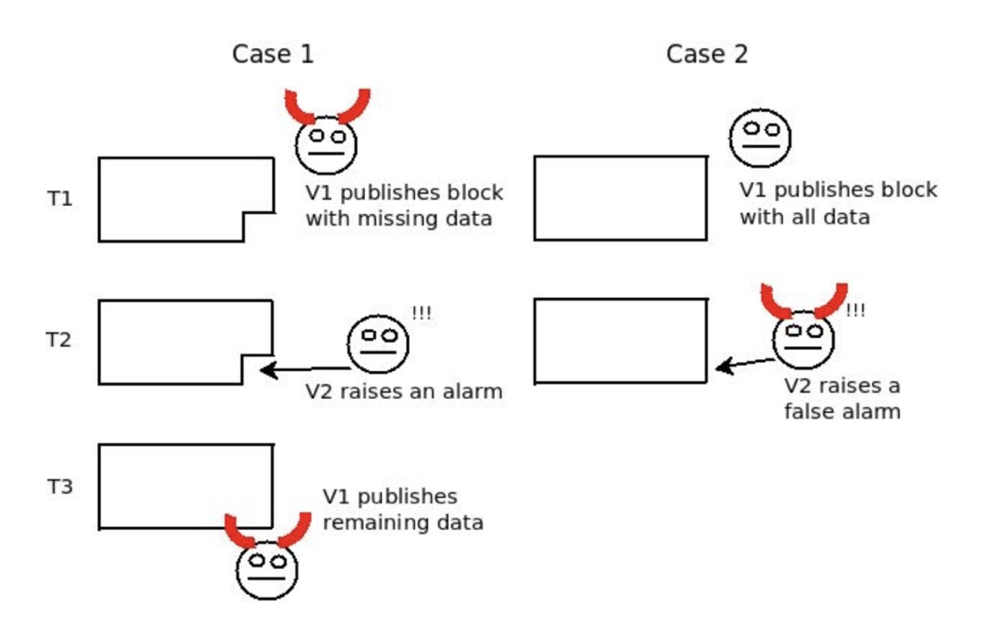 Case 1
Case 2
T1
V1 publishes block
with missing data
V1 publishes block
with all data
T2
!!!
V2 raises an alarm
!!!
V2 raises a
false alarm
T3
V1 publishes
remaining data